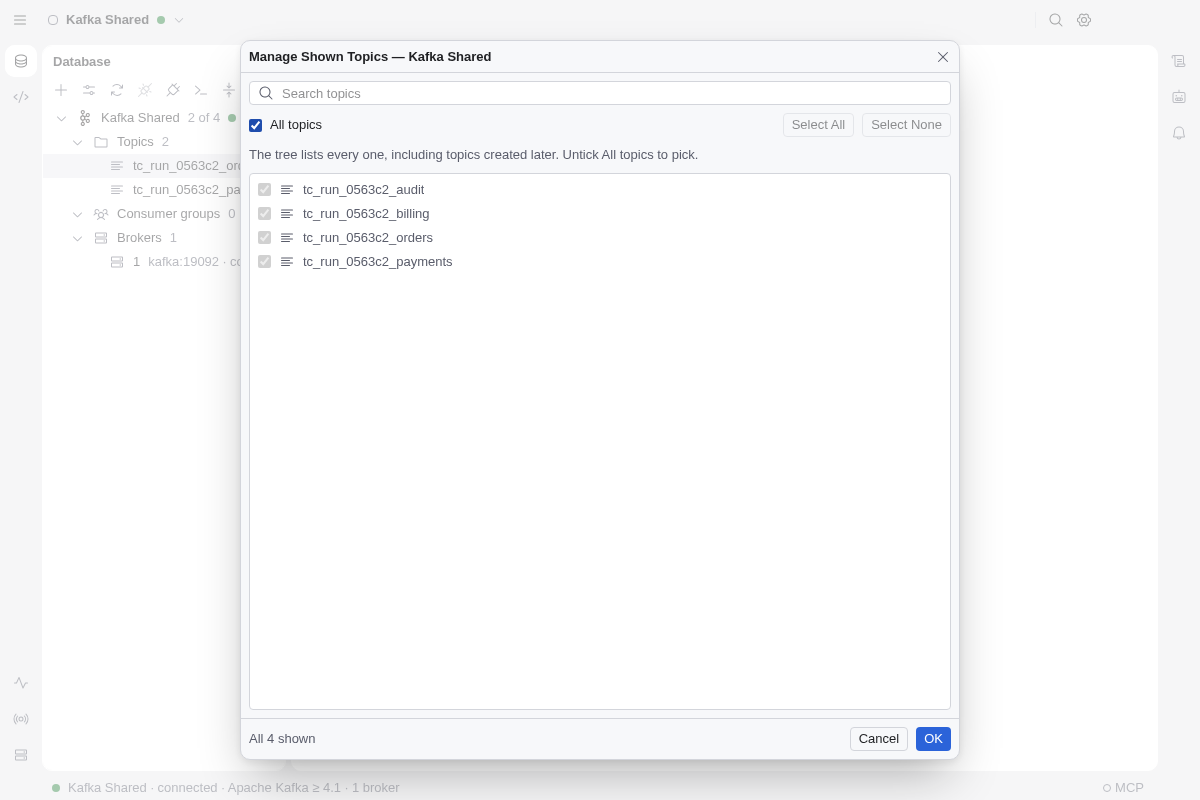 Kafka Shared
Database
Kafka Shared 2 of 4
Topics 2
tc_run_0563c2_ord
tc_run_0563c2_pa
Consumer groups 0
Brokers 1
1 kafka:19092 · co
Manage Shown Topics — Kafka Shared
Search topics
All topics
Select All
Select None
The tree lists every one, including topics created later. Untick All topics to pick.
tc_run_0563c2_audit
tc_run_0563c2_billing
tc_run_0563c2_orders
tc_run_0563c2_payments
All 4 shown
Cancel
OK
Kafka Shared · connected · Apache Kafka ≥ 4.1 · 1 broker
MCP